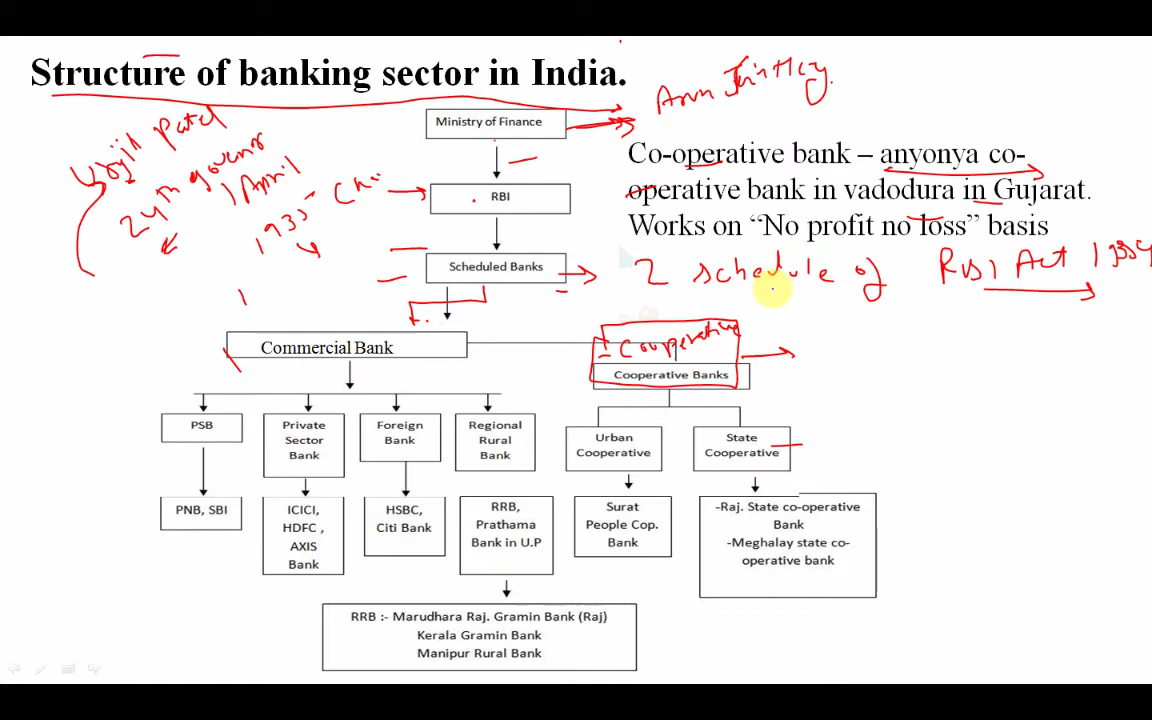 Structure of banking sector in India.
Arun
Ministry of Finance
Urjit Patel
24th governor
1 April
1935
RBI
Co-operative bank – anyonya co-
operative bank in vadodura in Gujarat.
Works on “No profit no loss” basis
Scheduled Banks
2 schedule of RBI Act 1934
Commercial Bank
Cooperative
Cooperative Banks
PSB
Private
Sector
Bank
Foreign
Bank
Regional
Rural
Bank
Urban
Cooperative
State
Cooperative
PNB, SBI
ICICI,
HDFC ,
AXIS
Bank
HSBC,
Citi Bank
RRB,
Prathama
Bank in U.P
Surat
People Cop.
Bank
-Raj. State co-operative
Bank
-Meghalay state co-
operative bank
RRB :- Marudhara Raj. Gramin Bank (Raj)
Kerala Gramin Bank
Manipur Rural Bank